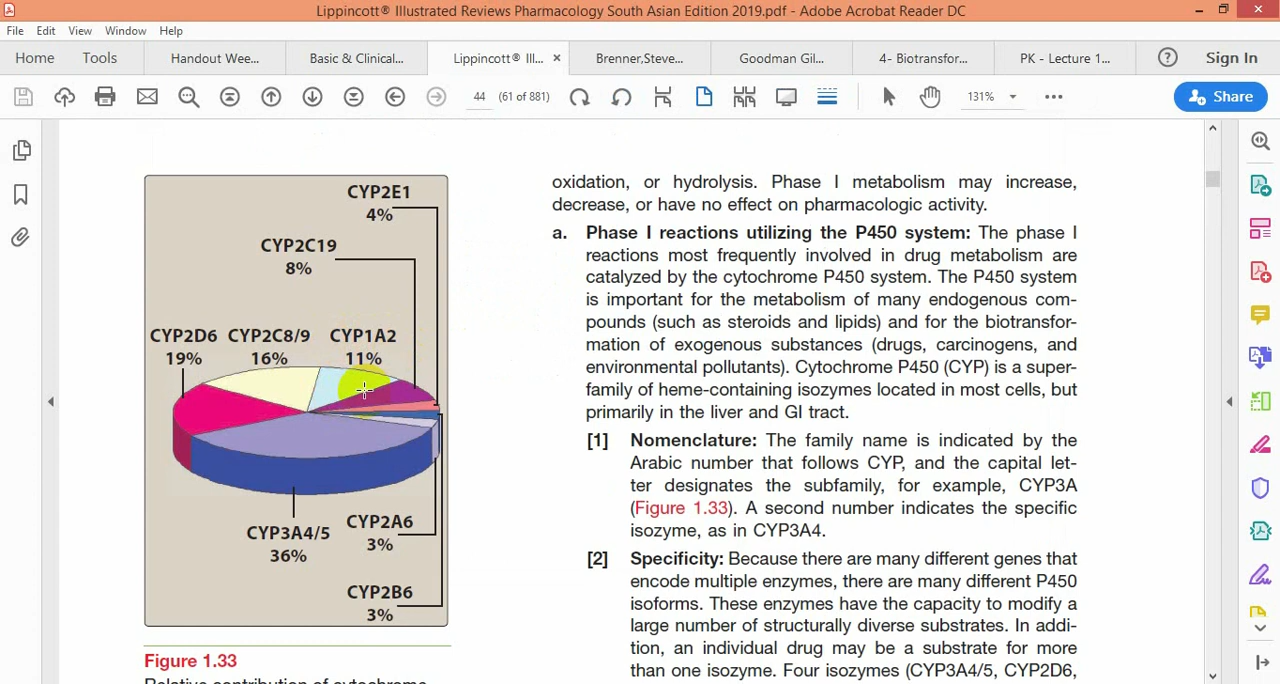 Lippincott® Illustrated Reviews Pharmacology South Asian Edition 2019.pdf - Adobe Acrobat Reader DC
File Edit View Window Help
Home Tools Handout Wee... Basic & Clinical... Lippincott® Ill... × Brenner,Steve... Goodman Gil... 4- Biotransfor... PK - Lecture 1... Sign In
44 (61 of 881) 131% Share
CYP2E1
4%
CYP2C19
8%
CYP2D6 CYP2C8/9 CYP1A2
19% 16% 11%
CYP3A4/5
36%
CYP2A6
3%
CYP2B6
3%
Figure 1.33
Relative contribution of cytochrome
oxidation, or hydrolysis. Phase I metabolism may increase,
decrease, or have no effect on pharmacologic activity.
a. Phase I reactions utilizing the P450 system: The phase I
reactions most frequently involved in drug metabolism are
catalyzed by the cytochrome P450 system. The P450 system
is important for the metabolism of many endogenous com-
pounds (such as steroids and lipids) and for the biotransfor-
mation of exogenous substances (drugs, carcinogens, and
environmental pollutants). Cytochrome P450 (CYP) is a super-
family of heme-containing isozymes located in most cells, but
primarily in the liver and GI tract.
[1] Nomenclature: The family name is indicated by the
Arabic number that follows CYP, and the capital let-
ter designates the subfamily, for example, CYP3A
(Figure 1.33). A second number indicates the specific
isozyme, as in CYP3A4.
[2] Specificity: Because there are many different genes that
encode multiple enzymes, there are many different P450
isoforms. These enzymes have the capacity to modify a
large number of structurally diverse substrates. In addi-
tion, an individual drug may be a substrate for more
than one isozyme. Four isozymes (CYP3A4/5, CYP2D6,